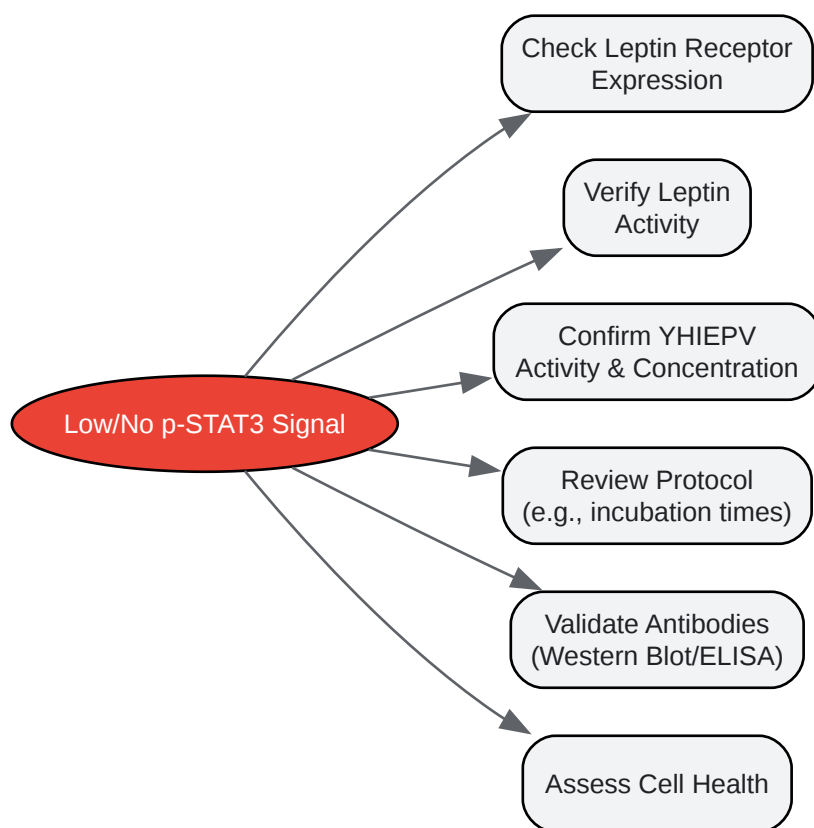 Check Leptin Receptor
Expression
Verify Leptin
Activity
Confirm YHIEPV
Activity & Concentration
Low/No p-STAT3 Signal
Review Protocol
(e.g., incubation times)
Validate Antibodies
(Western Blot/ELISA)
Assess Cell Health